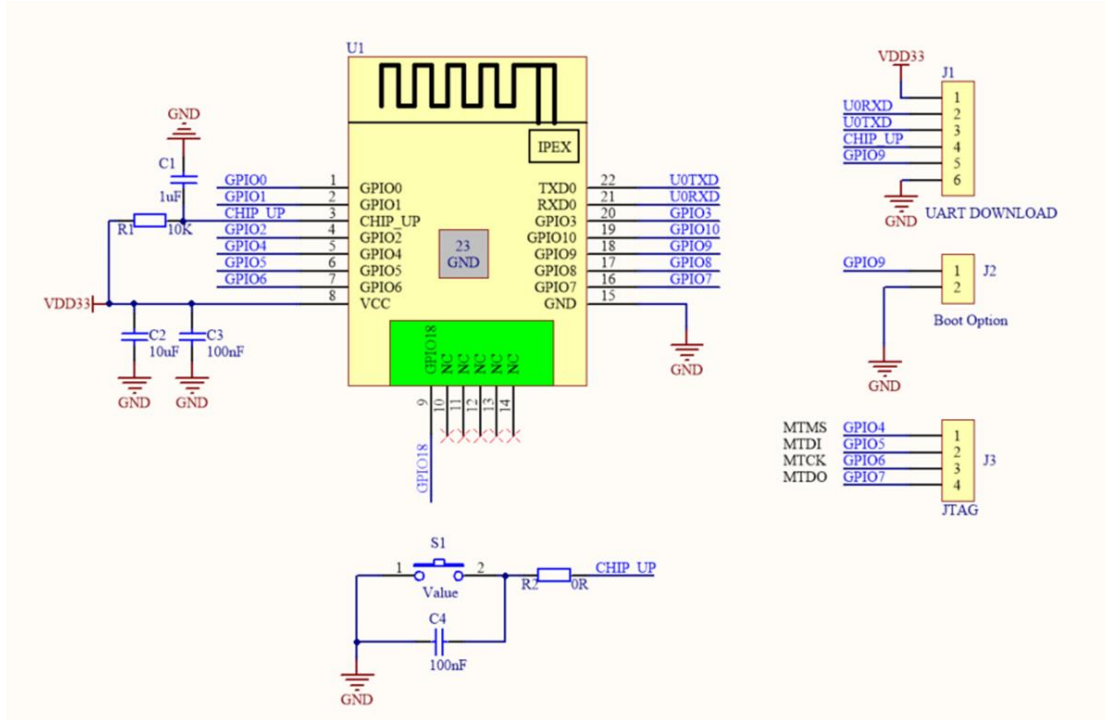 U1
IPEX
GND
C1
1uF
R1
10K
GPIO0
GPIO1
CHIP_UP
GPIO2
GPIO4
GPIO5
GPIO6
1
2
3
4
5
6
7
8
GPIO0
GPIO1
CHIP_UP
GPIO2
GPIO4
GPIO5
GPIO6
VCC
23
GND
TXD0
RXD0
GPIO3
GPIO10
GPIO9
GPIO8
GPIO7
GND
22
21
20
19
18
17
16
15
U0TXD
U0RXD
GPIO3
GPIO10
GPIO9
GPIO8
GPIO7
GND
VDD33
C2
10uF
C3
100nF
GND
GND
GPIO18
NC
NC
NC
NC
NC
9
10
11
12
13
14
GPIO18
VDD33
J1
U0RXD
U0TXD
CHIP_UP
GPIO9
1
2
3
4
5
6
GND
UART DOWNLOAD
GPIO9
1
2
J2
Boot Option
GND
MTMS GPIO4 1
MTDI GPIO5 2
MTCK GPIO6 3
MTDO GPIO7 4
J3
JTAG
S1
1 2
Value
R2 0R
CHIP_UP
C4
100nF
GND